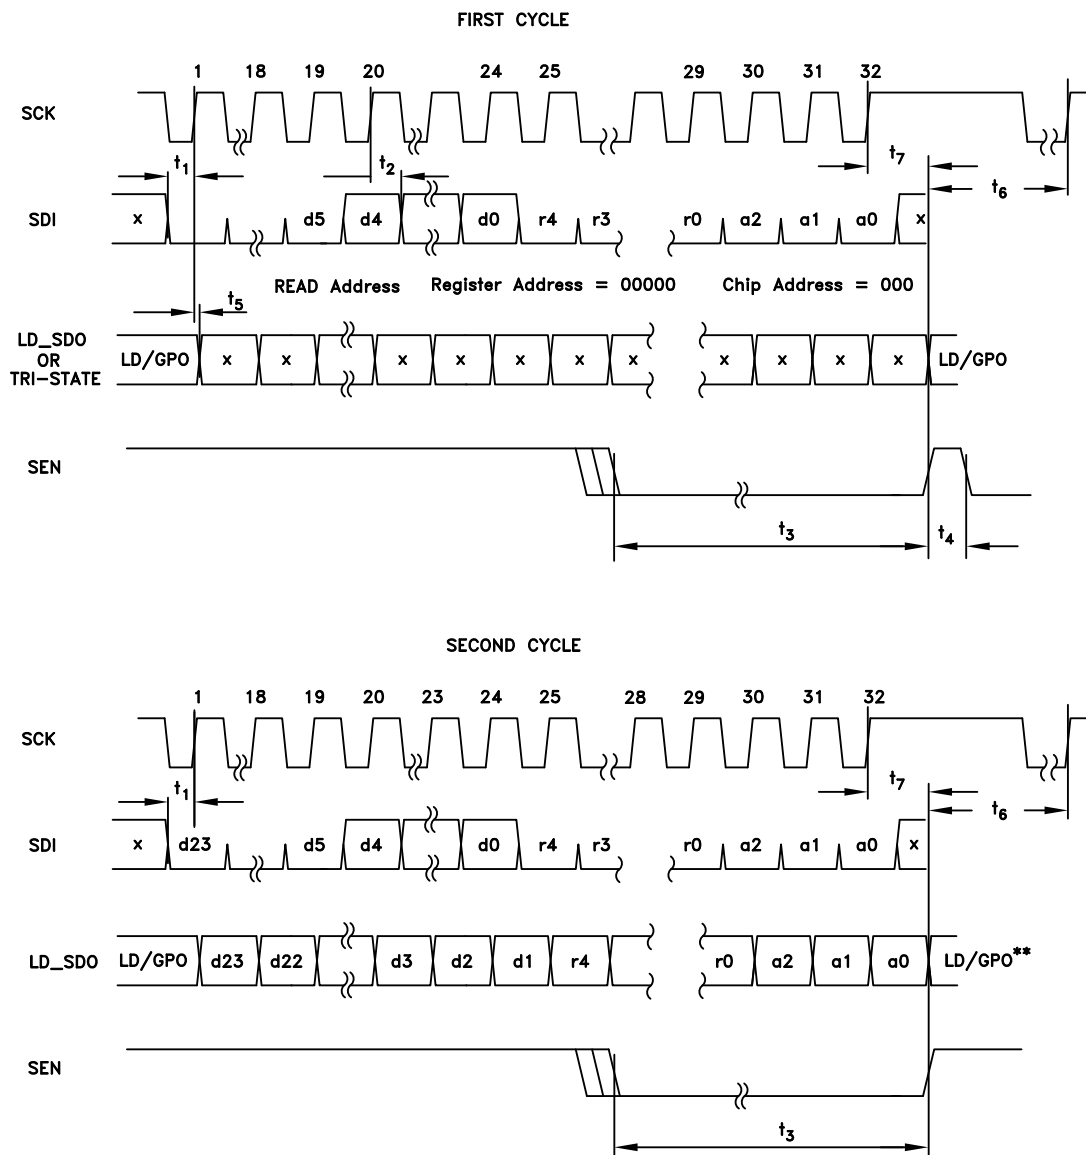 FIRST CYCLE
1 18 19 20 24 25 29 30 31 32
SCK
t1 t2 t7 t6
SDI x d5 d4 d0 r4 r3 r0 a2 a1 a0 x
READ Address Register Address = 00000 Chip Address = 000
t5
LD_SDO
OR
TRI-STATE
LD/GPO x x x x x x x x x x x LD/GPO
SEN
t3 t4
SECOND CYCLE
1 18 19 20 23 24 25 28 29 30 31 32
SCK
t1 t7 t6
SDI x d23 d5 d4 d0 r4 r3 r0 a2 a1 a0 x
LD_SDO LD/GPO d23 d22 d3 d2 d1 r4 r0 a2 a1 a0 LD/GPO**
SEN
t3